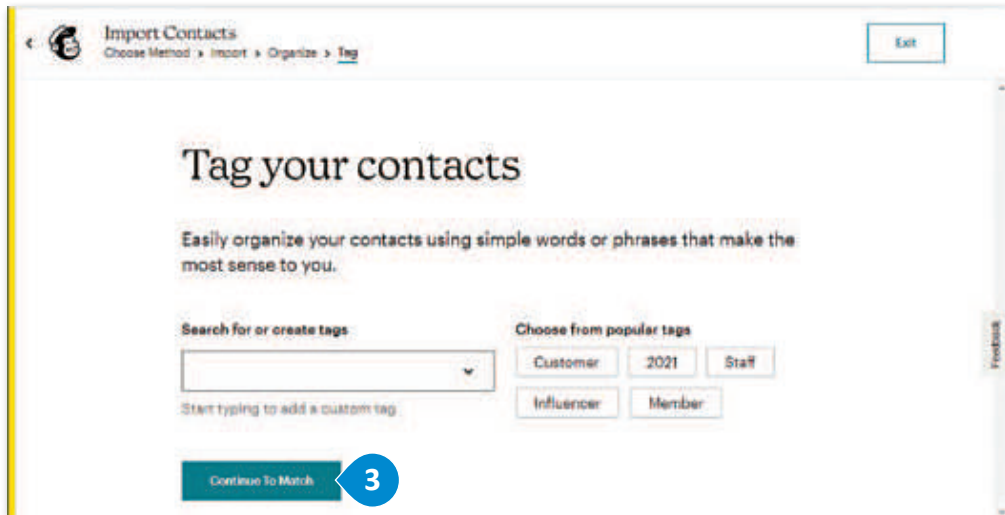 Import Contacts
Choose Method > Import > Organize > Tag
Exit
Tag your contacts
Easily organize your contacts using simple words or phrases that make the
most sense to you.
Search for or create tags
Start typing to add a custom tag
Choose from popular tags
Customer 2021 Staff
Influencer Member
Continue To Match
3
Feedback